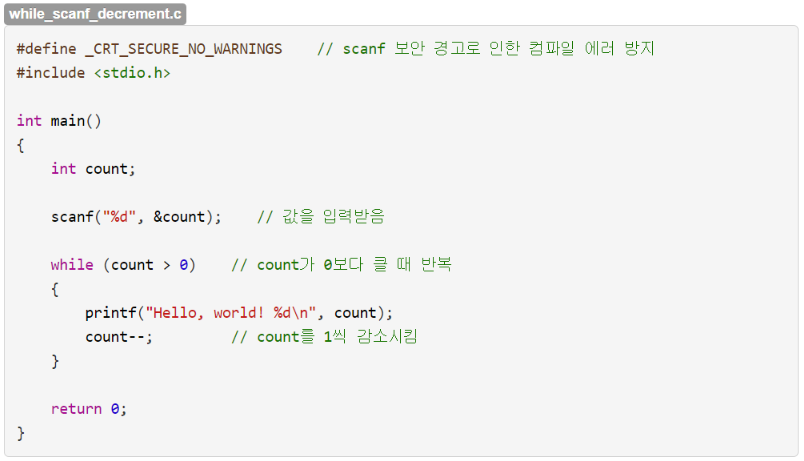 while_scanf_decrement.c
#define _CRT_SECURE_NO_WARNINGS    // scanf 보안 경고로 인한 컴파일 에러 방지
#include <stdio.h>
int main()
{
    int count;
    scanf("%d", &count);    // 값을 입력받음
    while (count > 0)    // count가 0보다 클 때 반복
    {
        printf("Hello, world! %d\n", count);
        count--;         // count를 1씩 감소시킴
    }
    return 0;
}